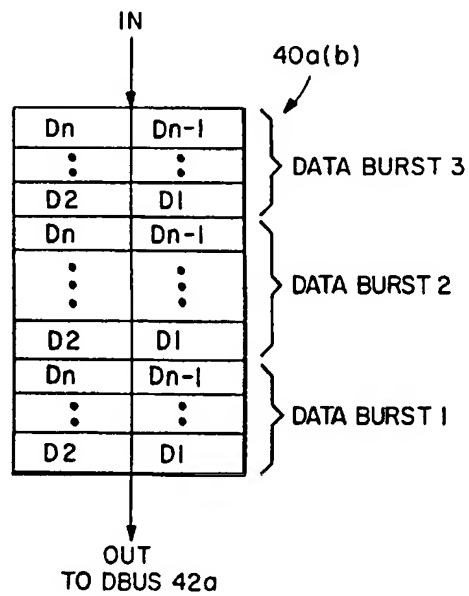 IN
40a(b)
Dn Dn-1
⋮ ⋮
D2 D1
DATA BURST 3
Dn Dn-1
⋮ ⋮
D2 D1
DATA BURST 2
Dn Dn-1
⋮ ⋮
D2 D1
DATA BURST 1
OUT
TO DBUS 42a